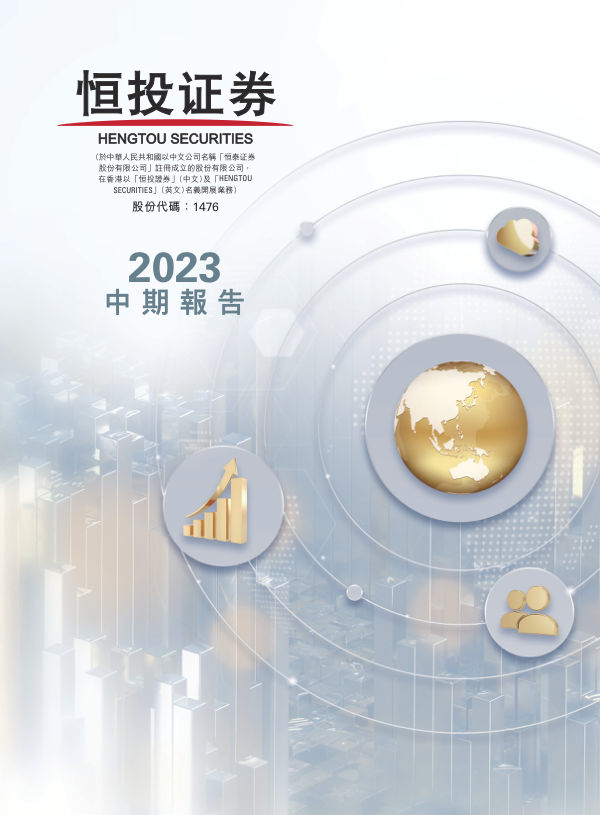 恒投证券
HENGTOU SECURITIES
（於中華人民共和國以中文公司名稱「恒泰证券
股份有限公司」註冊成立的股份有限公司，
在香港以「恒投證券」（中文）及「HENGTOU
SECURITIES」（英文）名義開展業務）
股份代碼：1476
2023
中期報告